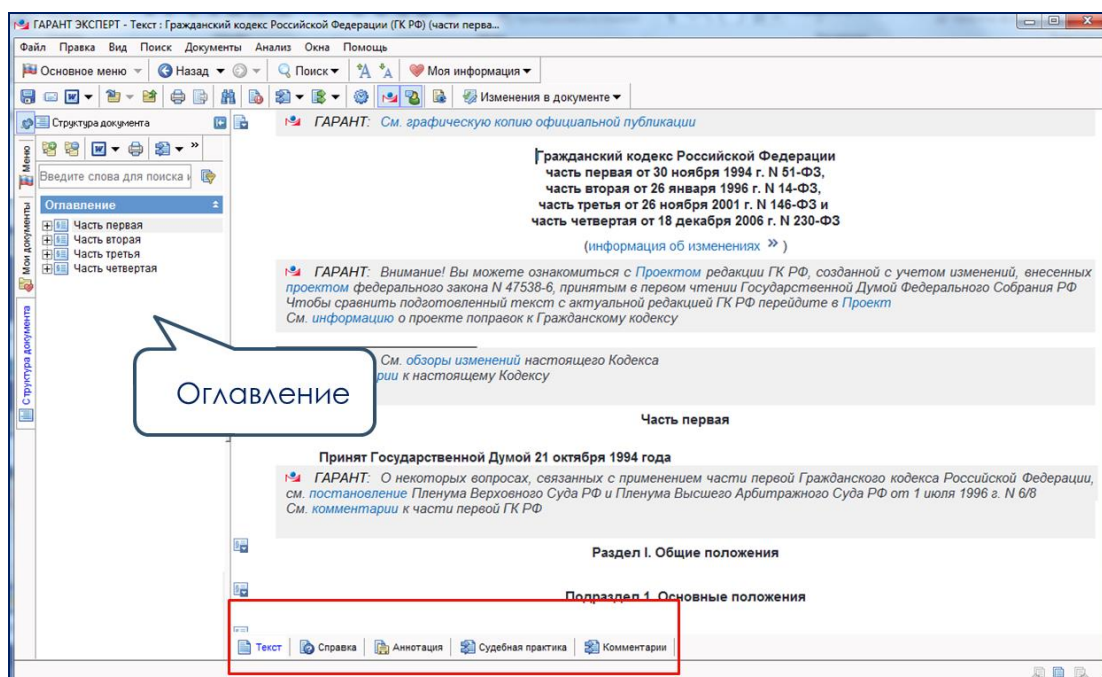 ГАРАНТ ЭКСПЕРТ - Текст : Гражданский кодекс Российской Федерации (ГК РФ) (части перва...
Файл Правка Вид Поиск Документы Анализ Окна Помощь
Основное меню Назад Поиск Моя информация
Изменения в документе
Структура документа
Меню
Мои документы
Структура документа
Введите слова для поиска и
Оглавление
Часть первая
Часть вторая
Часть третья
Часть четвертая
Оглавление
ГАРАНТ: См. графическую копию официальной публикации
Гражданский кодекс Российской Федерации
часть первая от 30 ноября 1994 г. N 51-ФЗ,
часть вторая от 26 января 1996 г. N 14-ФЗ,
часть третья от 26 ноября 2001 г. N 146-ФЗ и
часть четвертая от 18 декабря 2006 г. N 230-ФЗ
(информация об изменениях » )
ГАРАНТ: Внимание! Вы можете ознакомиться с Проектом редакции ГК РФ, созданной с учетом изменений, внесенных
проектом федерального закона N 47538-6, принятым в первом чтении Государственной Думой Федерального Собрания РФ
Чтобы сравнить подготовленный текст с актуальной редакцией ГК РФ перейдите в Проект
См. информацию о проекте поправок к Гражданскому кодексу
См. обзоры изменений настоящего Кодекса
рии к настоящему Кодексу
Часть первая
Принят Государственной Думой 21 октября 1994 года
ГАРАНТ: О некоторых вопросах, связанных с применением части первой Гражданского кодекса Российской Федерации,
см. постановление Пленума Верховного Суда РФ и Пленума Высшего Арбитражного Суда РФ от 1 июля 1996 г. N 6/8
См. комментарии к части первой ГК РФ
Раздел I. Общие положения
Подраздел 1. Основные положения
Текст Справка Аннотация Судебная практика Комментарии